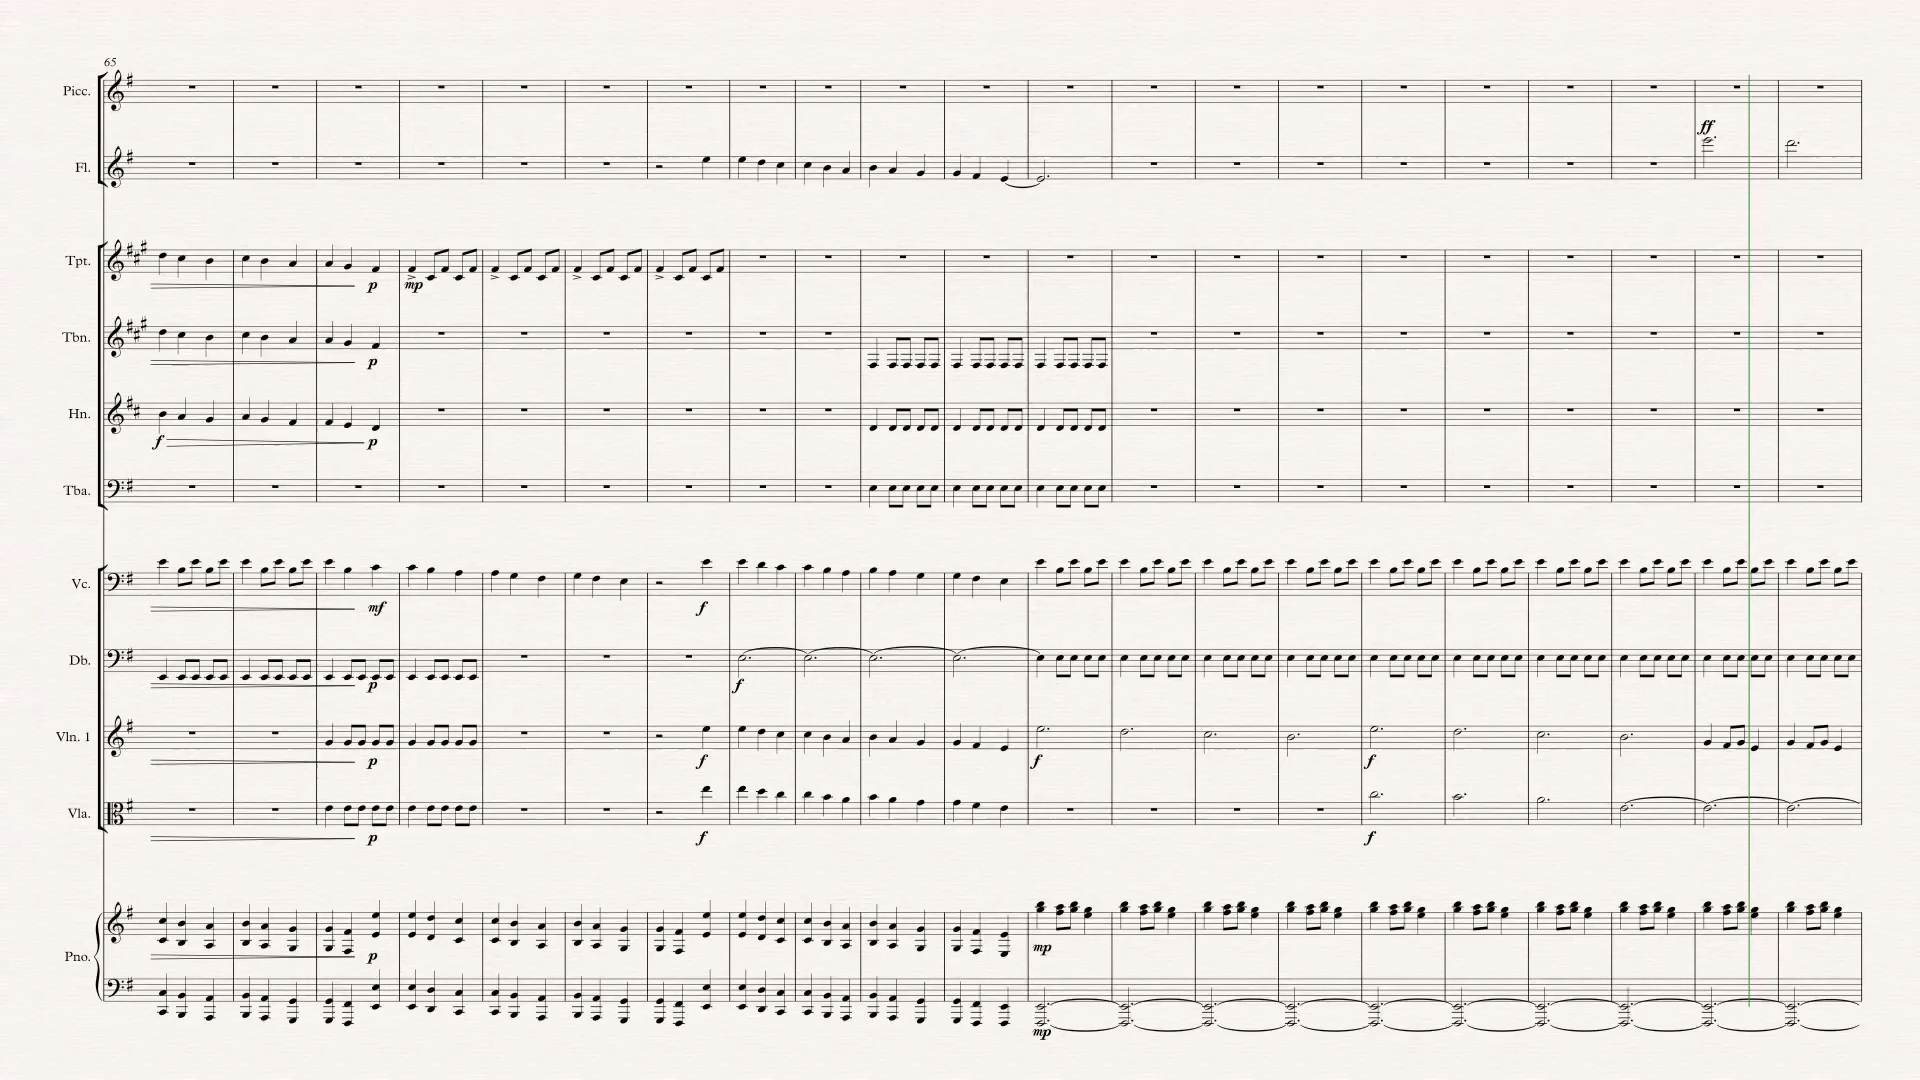 65
Picc.
ff
Fl.
Tpt.
p mp
Tbn.
p
Hn.
f p
Tba.
Vc.
mf f
Db.
p f
Vln. 1
p f f f
Vla.
p f f
Pno.
mp
p
mp